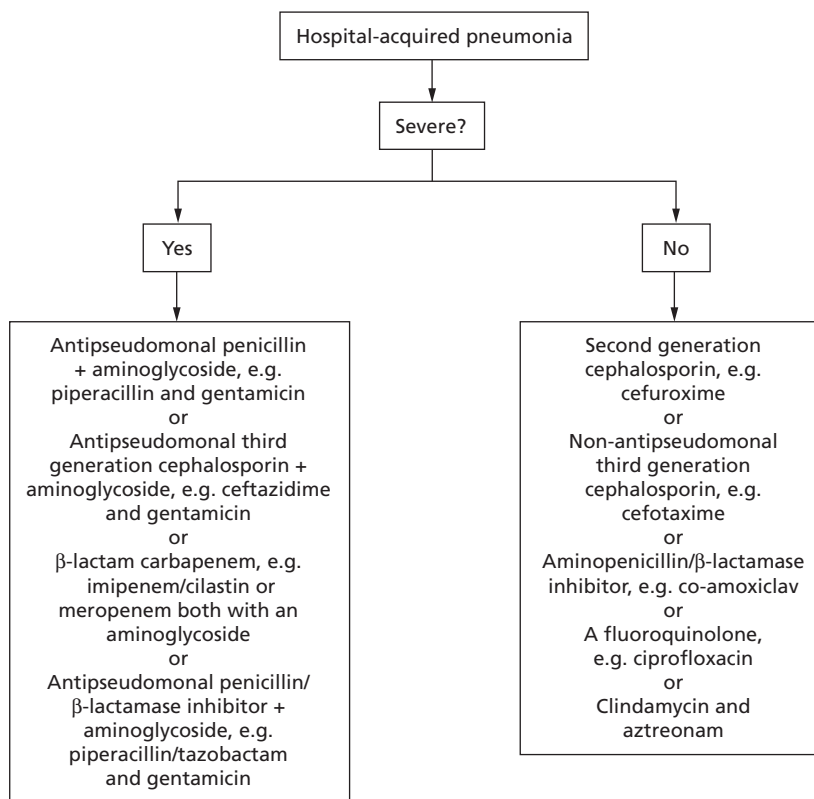 Hospital-acquired pneumonia
Severe?
Yes
No
Antipseudomonal penicillin
+ aminoglycoside, e.g.
piperacillin and gentamicin
or
Antipseudomonal third
generation cephalosporin +
aminoglycoside, e.g. ceftazidime
and gentamicin
or
β-lactam carbapenem, e.g.
imipenem/cilastin or
meropenem both with an
aminoglycoside
or
Antipseudomonal penicillin/
β-lactamase inhibitor +
aminoglycoside, e.g.
piperacillin/tazobactam
and gentamicin
Second generation
cephalosporin, e.g.
cefuroxime
or
Non-antipseudomonal
third generation
cephalosporin, e.g.
cefotaxime
or
Aminopenicillin/β-lactamase
inhibitor, e.g. co-amoxiclav
or
A fluoroquinolone,
e.g. ciprofloxacin
or
Clindamycin and
aztreonam